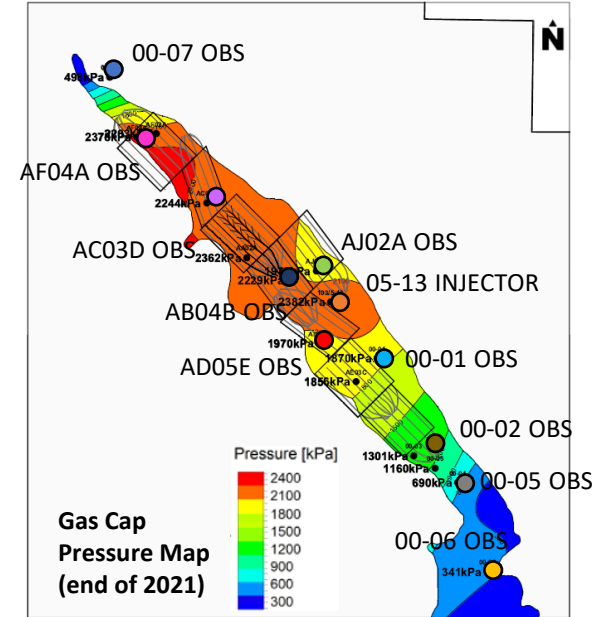 N
00-07 OBS
498kPa
2376kPa
AF04A OBS
2244kPa
AC03D OBS
2362kPa
AJ02A OBS
2229kPa
05-13 INJECTOR
2382kPa
AB04B OBS
1970kPa
1870kPa
00-01 OBS
AD05E OBS
AE03C
1856kPa
00-02 OBS
1301kPa
1160kPa
690kPa
00-05 OBS
00-06 OBS
341kPa
Pressure [kPa]
2400
2100
1800
1500
1200
900
600
300
Gas Cap
Pressure Map
(end of 2021)